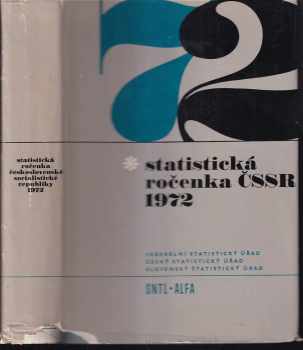 72
statistická
ročenka ČSSR
1972
FEDERÁLNÍ STATISTICKÝ ÚŘAD
ČESKÝ STATISTICKÝ ÚŘAD
SLOVENSKÝ ŠTATISTICKÝ ÚRAD
SNTL • ALFA
statistická
ročenka
československé
socialistické
republiky
1972